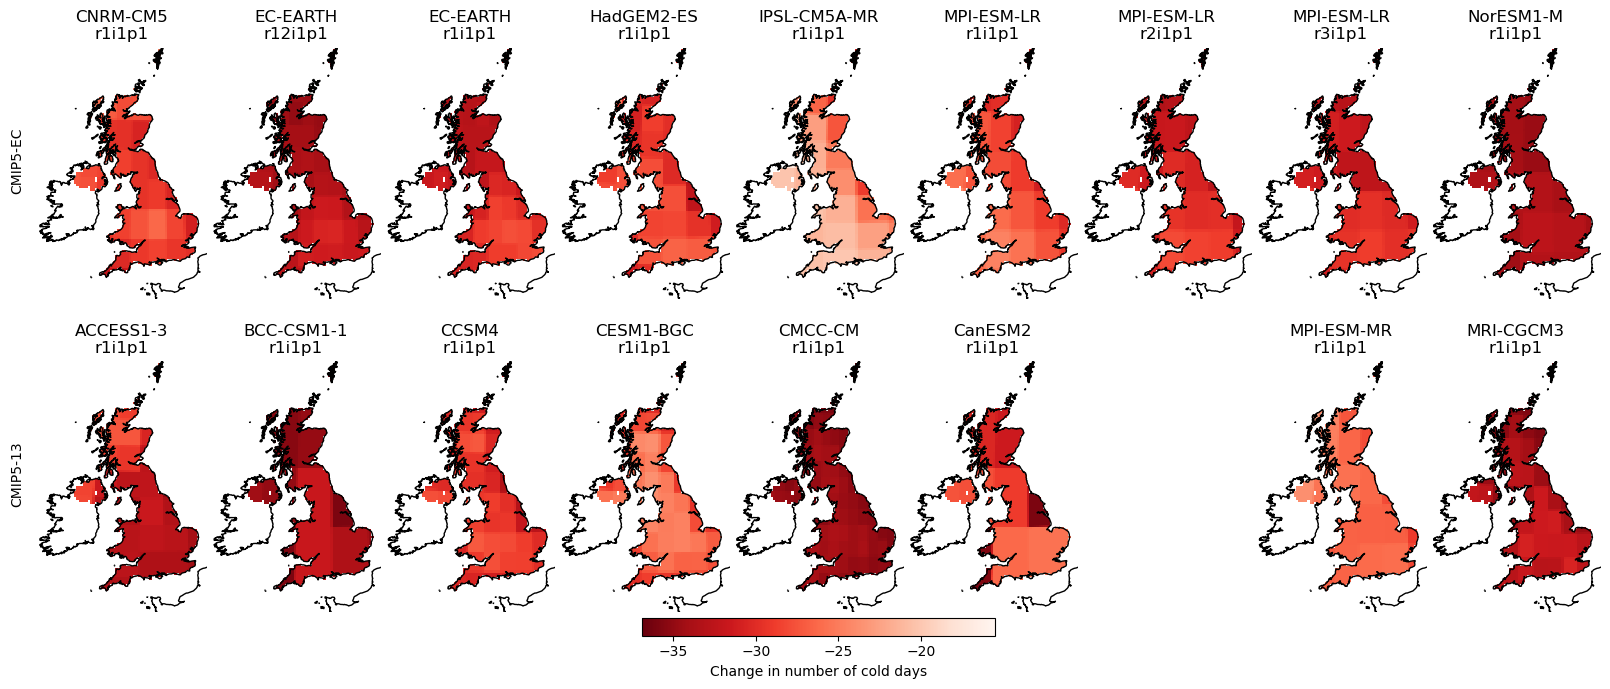 CNRM-CM5 EC-EARTH EC-EARTH HadGEM2-ES IPSL-CM5A-MR MPI-ESM-LR MPI-ESM-LR MPI-ESM-LR NorESM1-M
r1i1p1 r12i1p1 r1i1p1 r1i1p1 r1i1p1 r1i1p1 r2i1p1 r3i1p1 r1i1p1
CMIP5-EC
ACCESS1-3 BCC-CSM1-1 CCSM4 CESM1-BGC CMCC-CM CanESM2 MPI-ESM-MR MRI-CGCM3
r1i1p1 r1i1p1 r1i1p1 r1i1p1 r1i1p1 r1i1p1 r1i1p1 r1i1p1
CMIP5-13
−35 −30 −25 −20
Change in number of cold days